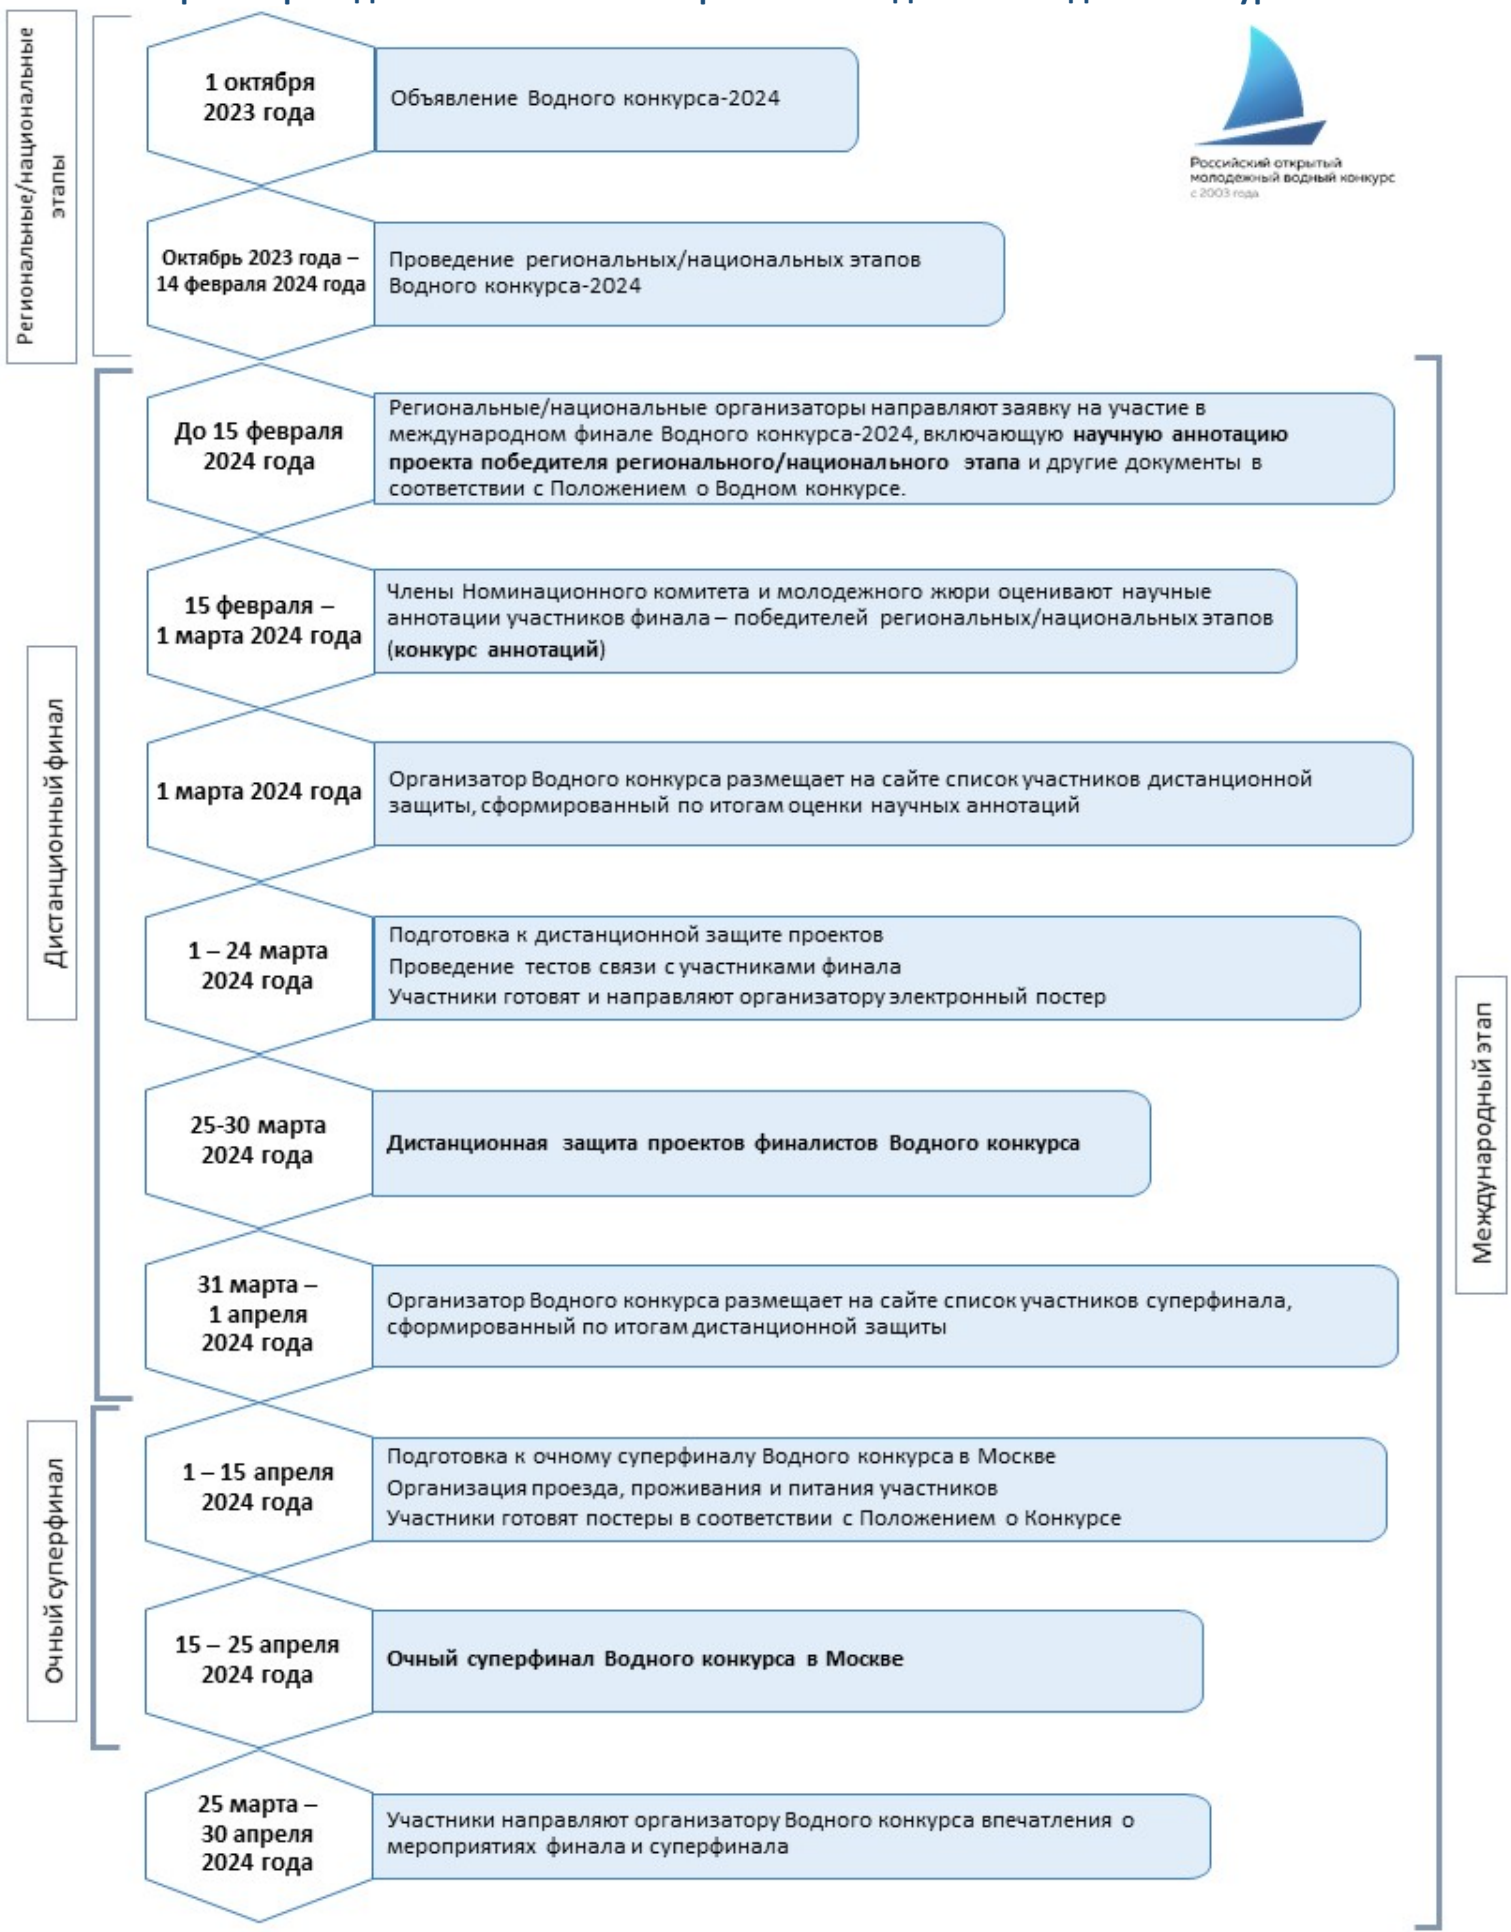 Региональные/национальные
этапы
1 октября
2023 года
Объявление Водного конкурса-2024
Российский открытый
молодежный водный конкурс
с 2003 года
Октябрь 2023 года –
14 февраля 2024 года
Проведение региональных/национальных этапов
Водного конкурса-2024
Дистанционный финал
До 15 февраля
2024 года
Региональные/национальные организаторы направляют заявку на участие в
международном финале Водного конкурса-2024, включающую научную аннотацию
проекта победителя регионального/национального этапа и другие документы в
соответствии с Положением о Водном конкурсе.
15 февраля –
1 марта 2024 года
Члены Номинационного комитета и молодежного жюри оценивают научные
аннотации участников финала – победителей региональных/национальных этапов
(конкурс аннотаций)
1 марта 2024 года
Организатор Водного конкурса размещает на сайте список участников дистанционной
защиты, сформированный по итогам оценки научных аннотаций
1 – 24 марта
2024 года
Подготовка к дистанционной защите проектов
Проведение тестов связи с участниками финала
Участники готовят и направляют организатору электронный постер
25-30 марта
2024 года
Дистанционная защита проектов финалистов Водного конкурса
Международный этап
31 марта –
1 апреля
2024 года
Организатор Водного конкурса размещает на сайте список участников суперфинала,
сформированный по итогам дистанционной защиты
Очный суперфинал
1 – 15 апреля
2024 года
Подготовка к очному суперфиналу Водного конкурса в Москве
Организация проезда, проживания и питания участников
Участники готовят постеры в соответствии с Положением о Конкурсе
15 – 25 апреля
2024 года
Очный суперфинал Водного конкурса в Москве
25 марта –
30 апреля
2024 года
Участники направляют организатору Водного конкурса впечатления о
мероприятиях финала и суперфинала